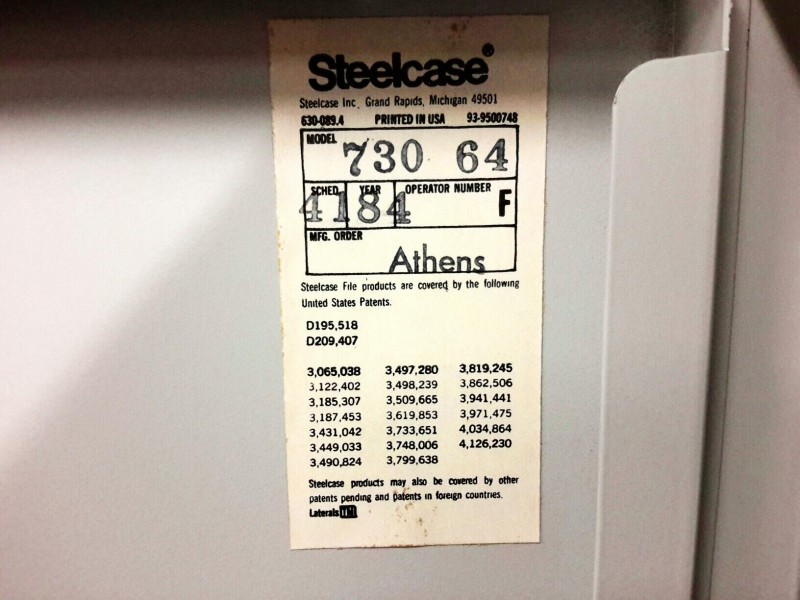 Steelcase®
Steelcase Inc. Grand Rapids, Michigan 49501
630-089.4 PRINTED IN USA 93-9500748
MODEL
730 64
SCHED. YEAR OPERATOR NUMBER
4184 F
MFG. ORDER
Athens
Steelcase File products are covered by the following
United States Patents.
D195,518
D209,407
3,065,038 3,497,280 3,819,245
3,122,402 3,498,239 3,862,506
3,185,307 3,509,665 3,941,441
3,187,453 3,619,853 3,971,475
3,431,042 3,733,651 4,034,864
3,449,033 3,748,006 4,126,230
3,490,824 3,799,638
Steelcase products may also be covered by other
patents pending and patents in foreign countries.
Laterals